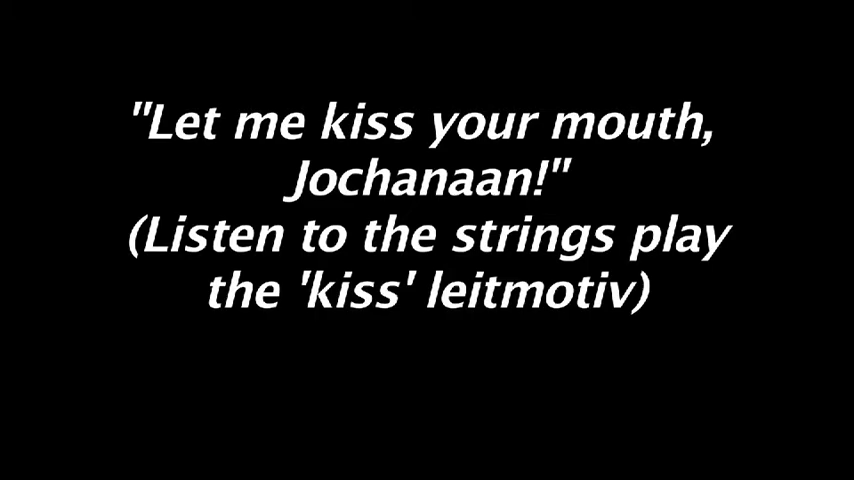 "Let me kiss your mouth,
Jochanaan!"
(Listen to the strings play
the 'kiss' leitmotiv)